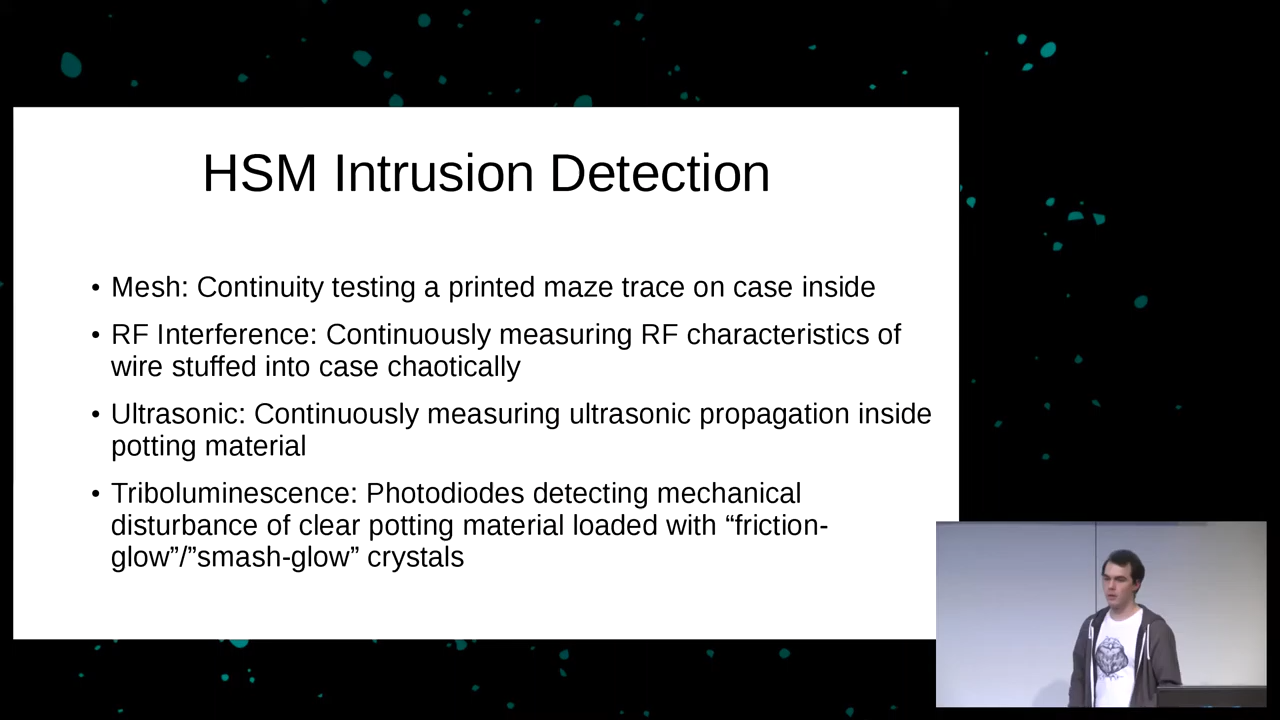 HSM Intrusion Detection
• Mesh: Continuity testing a printed maze trace on case inside
• RF Interference: Continuously measuring RF characteristics of
wire stuffed into case chaotically
• Ultrasonic: Continuously measuring ultrasonic propagation inside
potting material
• Triboluminescence: Photodiodes detecting mechanical
disturbance of clear potting material loaded with “friction-
glow”/”smash-glow” crystals